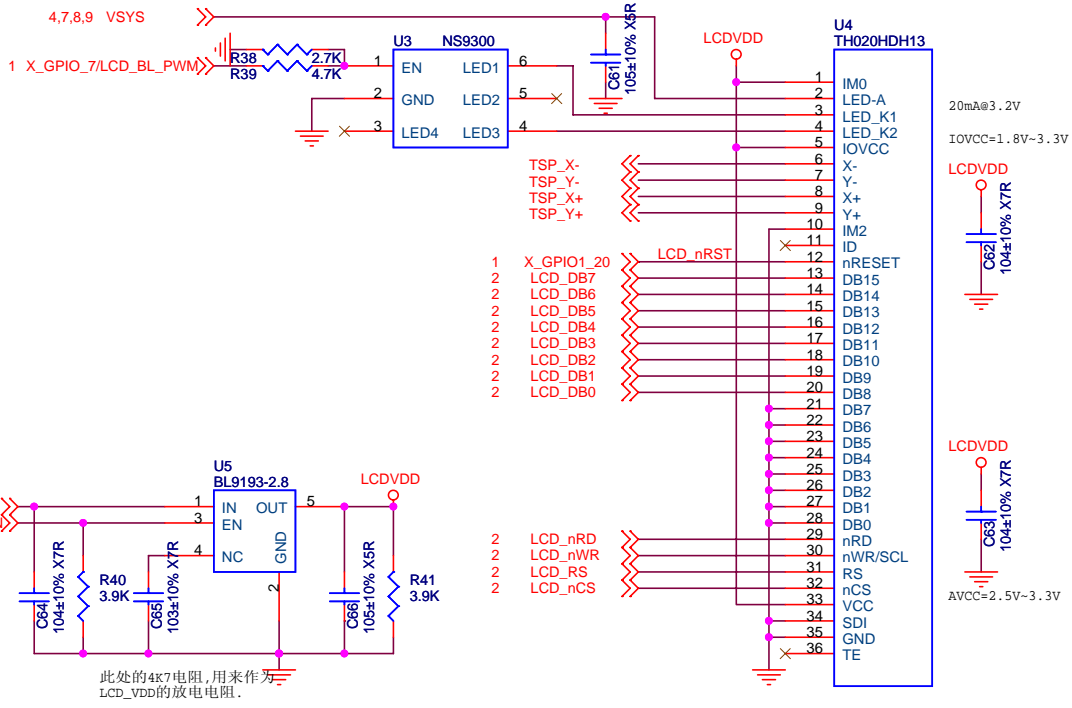 4,7,8,9 VSYS
1 X_GPIO_7/LCD_BL_PWM
R38
2.7K
R39
4.7K
U3
NS9300
1
EN
LED1
6
2
GND
LED2
5
3
LED4
LED3
4
C61
105±10% X5R
LCDVDD
U4
TH020HDH13
1
IM0
2
LED-A
3
LED_K1
4
LED_K2
5
IOVCC
TSP_X-
6
X-
TSP_Y-
7
Y-
TSP_X+
8
X+
TSP_Y+
9
Y+
10
IM2
11
ID
1
X_GPIO1_20
LCD_nRST
12
nRESET
2
LCD_DB7
13
DB15
2
LCD_DB6
14
DB14
2
LCD_DB5
15
DB13
2
LCD_DB4
16
DB12
2
LCD_DB3
17
DB11
2
LCD_DB2
18
DB10
2
LCD_DB1
19
DB9
2
LCD_DB0
20
DB8
21
DB7
22
DB6
23
DB5
24
DB4
25
DB3
26
DB2
27
DB1
28
DB0
2
LCD_nRD
29
nRD
2
LCD_nWR
30
nWR/SCL
2
LCD_RS
31
RS
2
LCD_nCS
32
nCS
33
VCC
34
SDI
35
GND
36
TE
20mA@3.2V
IOVCC=1.8V~3.3V
LCDVDD
C62
104±10% X7R
LCDVDD
C63
104±10% X7R
AVCC=2.5V~3.3V
U5
BL9193-2.8
1
IN
OUT
5
3
EN
4
NC
GND
2
LCDVDD
C64
104±10% X7R
R40
3.9K
C65
103±10% X7R
C66
105±10% X5R
R41
3.9K
此处的4K7电阻,用来作为
LCD_VDD的放电电阻.